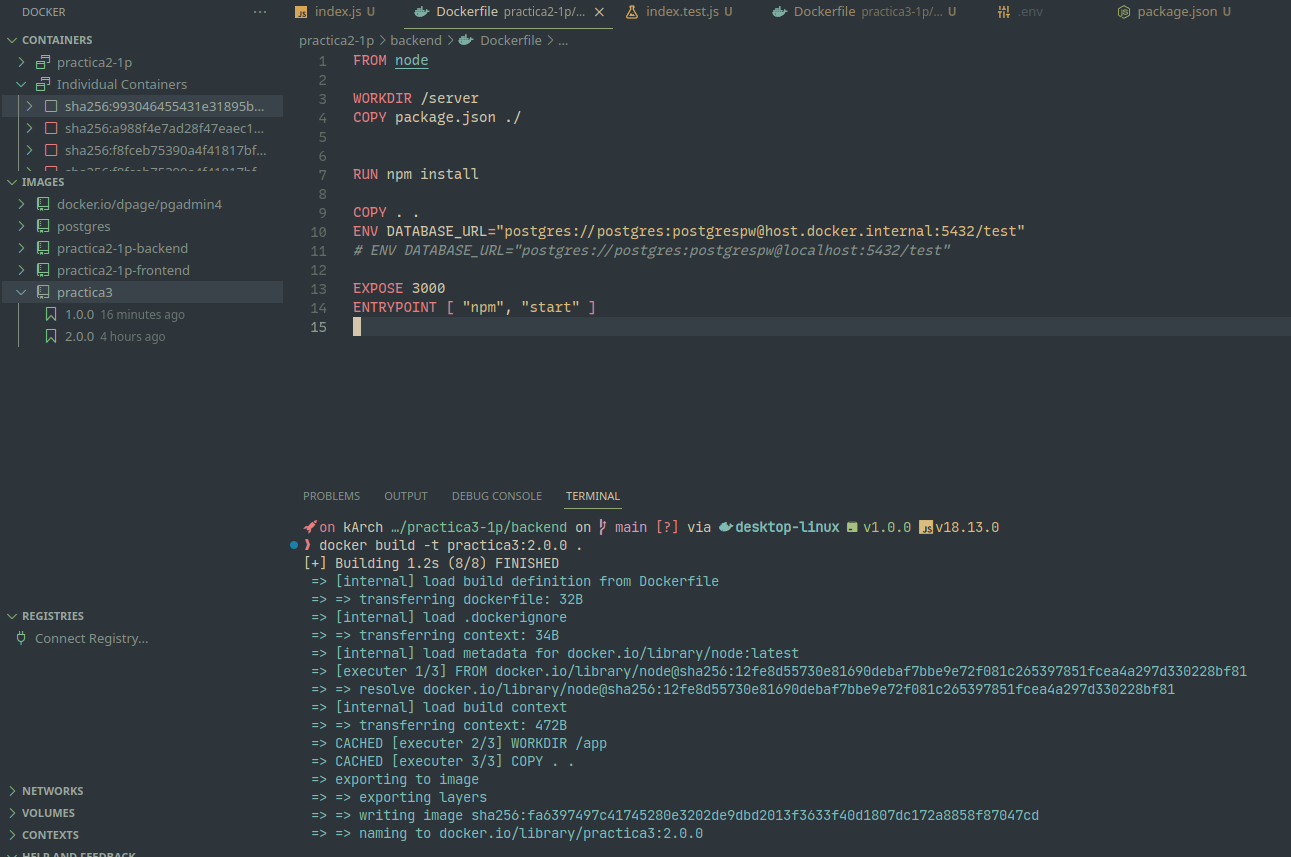 DOCKER ...
index.js U
Dockerfile practica2-1p/... ×
index.test.js U
Dockerfile practica3-1p/... U
.env
package.json U
CONTAINERS
practica2-1p
Individual Containers
sha256:993046455431e31895b...
sha256:a988f4e7ad28f47eaec1...
sha256:f8fceb75390a4f41817bf...
sha256:f8fceb75390a4f41817bf
IMAGES
docker.io/dpage/pgadmin4
postgres
practica2-1p-backend
practica2-1p-frontend
practica3
1.0.0 16 minutes ago
2.0.0 4 hours ago
REGISTRIES
Connect Registry...
NETWORKS
VOLUMES
CONTEXTS
HELP AND FEEDBACK
practica2-1p > backend > Dockerfile > ...
1 FROM node
2
3 WORKDIR /server
4 COPY package.json ./
5
6
7 RUN npm install
8
9 COPY . .
10 ENV DATABASE_URL="postgres://postgres:postgrespw@host.docker.internal:5432/test"
11 # ENV DATABASE_URL="postgres://postgres:postgrespw@localhost:5432/test"
12
13 EXPOSE 3000
14 ENTRYPOINT [ "npm", "start" ]
15
PROBLEMS OUTPUT DEBUG CONSOLE TERMINAL
on kArch …/practica3-1p/backend on main [?] via desktop-linux v1.0.0 JS v18.13.0
❯ docker build -t practica3:2.0.0 .
[+] Building 1.2s (8/8) FINISHED
=> [internal] load build definition from Dockerfile
=> => transferring dockerfile: 32B
=> [internal] load .dockerignore
=> => transferring context: 34B
=> [internal] load metadata for docker.io/library/node:latest
=> [executer 1/3] FROM docker.io/library/node@sha256:12fe8d55730e81690debaf7bbe9e72f081c265397851fcea4a297d330228bf81
=> => resolve docker.io/library/node@sha256:12fe8d55730e81690debaf7bbe9e72f081c265397851fcea4a297d330228bf81
=> [internal] load build context
=> => transferring context: 472B
=> CACHED [executer 2/3] WORKDIR /app
=> CACHED [executer 3/3] COPY . .
=> exporting to image
=> => exporting layers
=> => writing image sha256:fa6397497c41745280e3202de9dbd2013f3633f40d1807dc172a8858f87047cd
=> => naming to docker.io/library/practica3:2.0.0